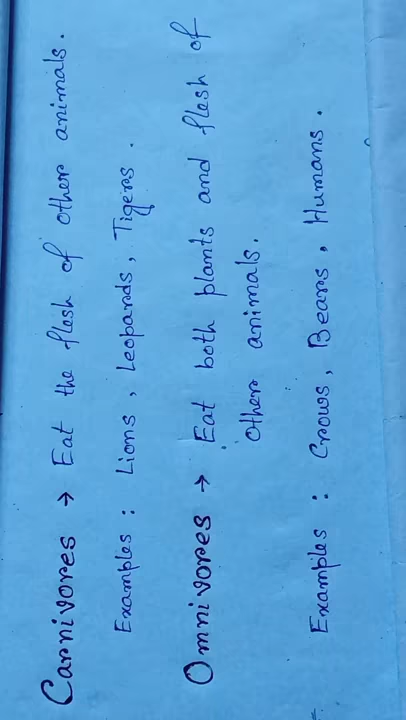 Carnivores → Eat the flesh of other animals.
Examples : Lions, Leopards, Tigers.
Omnivores → Eat both plants and flesh of
other animals.
Examples : Crows, Bears, Humans.